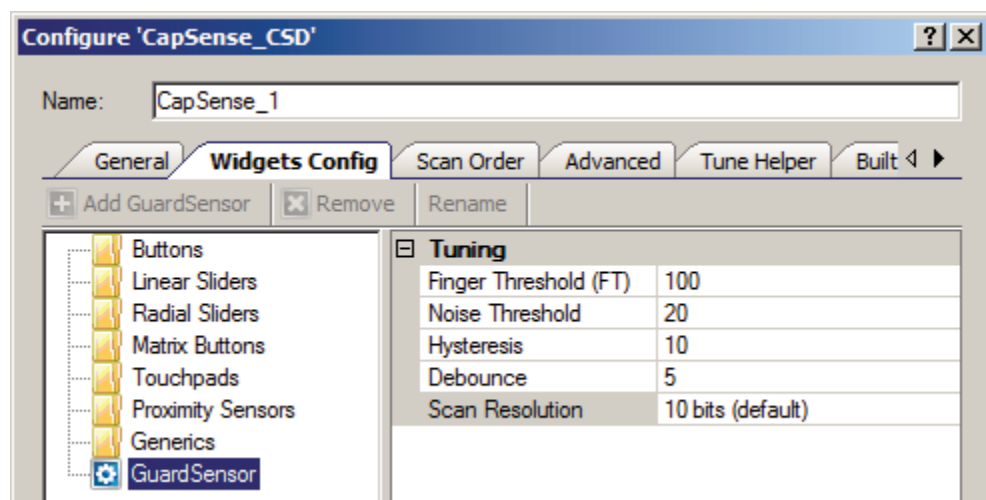 Configure 'CapSense_CSD'
Name: CapSense_1
General Widgets Config Scan Order Advanced Tune Helper Built
Add GuardSensor Remove Rename
Buttons
Linear Sliders
Radial Sliders
Matrix Buttons
Touchpads
Proximity Sensors
Generics
GuardSensor
Tuning
Finger Threshold (FT) 100
Noise Threshold 20
Hysteresis 10
Debounce 5
Scan Resolution 10 bits (default)